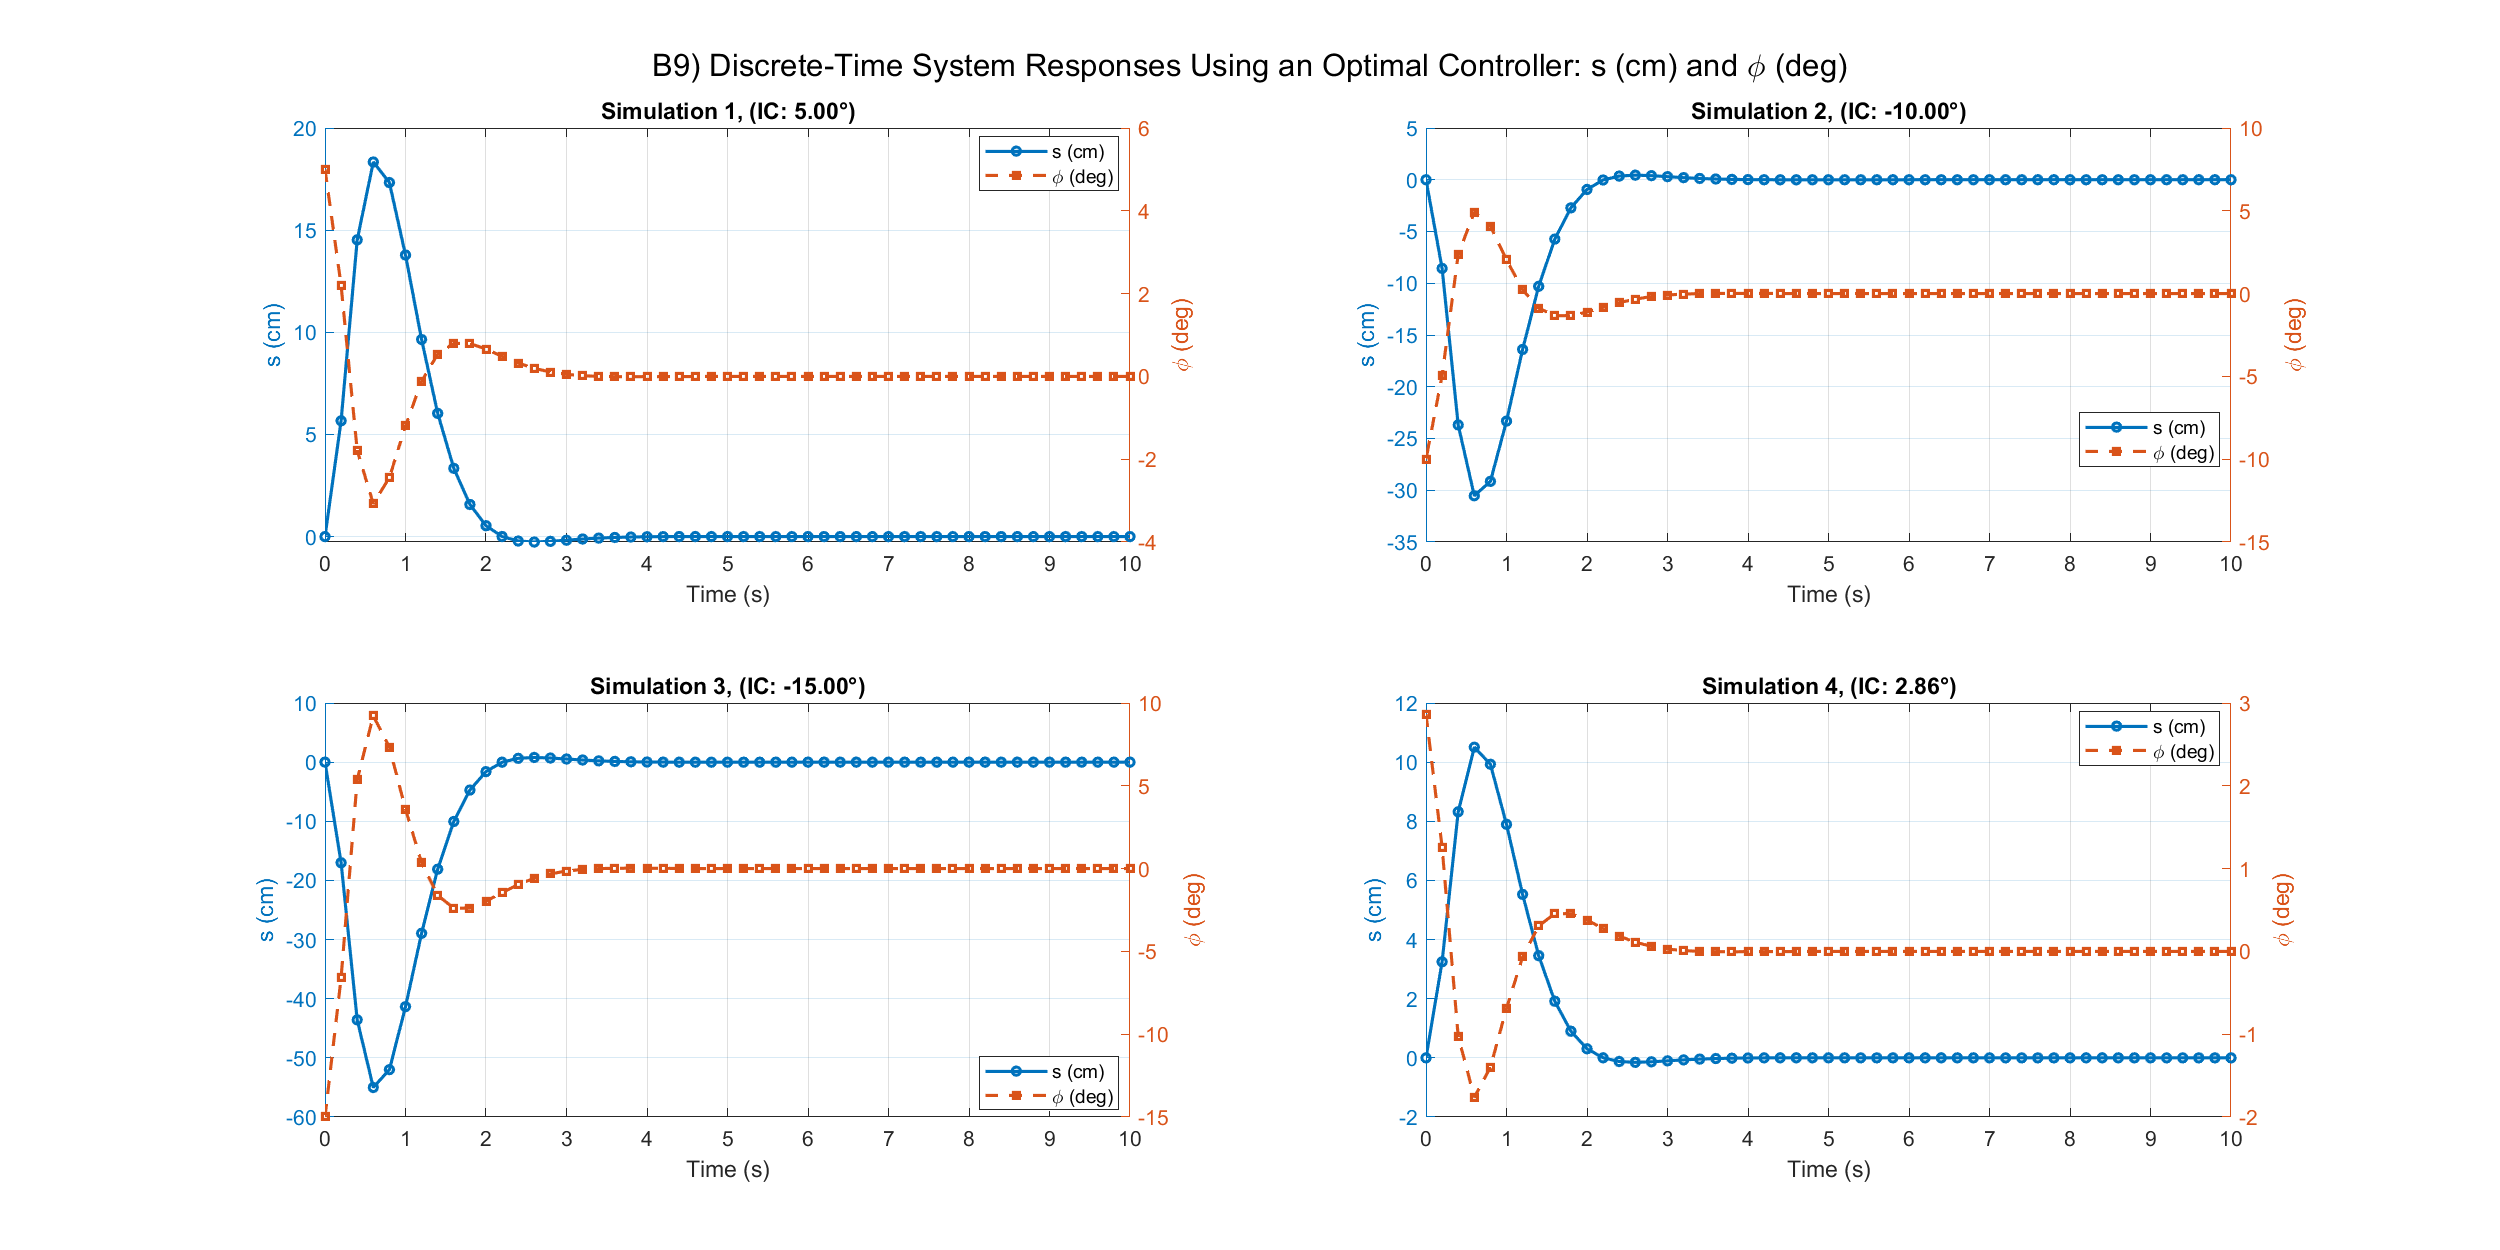 B9) Discrete-Time System Responses Using an Optimal Controller: s (cm) and ϕ (deg)
Simulation 1, (IC: 5.00°)
s (cm)
ϕ (deg)
20
15
10
5
0
6
4
2
0
-2
-4
s (cm)
ϕ (deg)
0 1 2 3 4 5 6 7 8 9 10
Time (s)
Simulation 2, (IC: -10.00°)
s (cm)
ϕ (deg)
5
0
-5
-10
-15
-20
-25
-30
-35
10
5
0
-5
-10
-15
s (cm)
ϕ (deg)
0 1 2 3 4 5 6 7 8 9 10
Time (s)
Simulation 3, (IC: -15.00°)
s (cm)
ϕ (deg)
10
0
-10
-20
-30
-40
-50
-60
10
5
0
-5
-10
-15
s (cm)
ϕ (deg)
0 1 2 3 4 5 6 7 8 9 10
Time (s)
Simulation 4, (IC: 2.86°)
s (cm)
ϕ (deg)
12
10
8
6
4
2
0
-2
3
2
1
0
-1
-2
s (cm)
ϕ (deg)
0 1 2 3 4 5 6 7 8 9 10
Time (s)